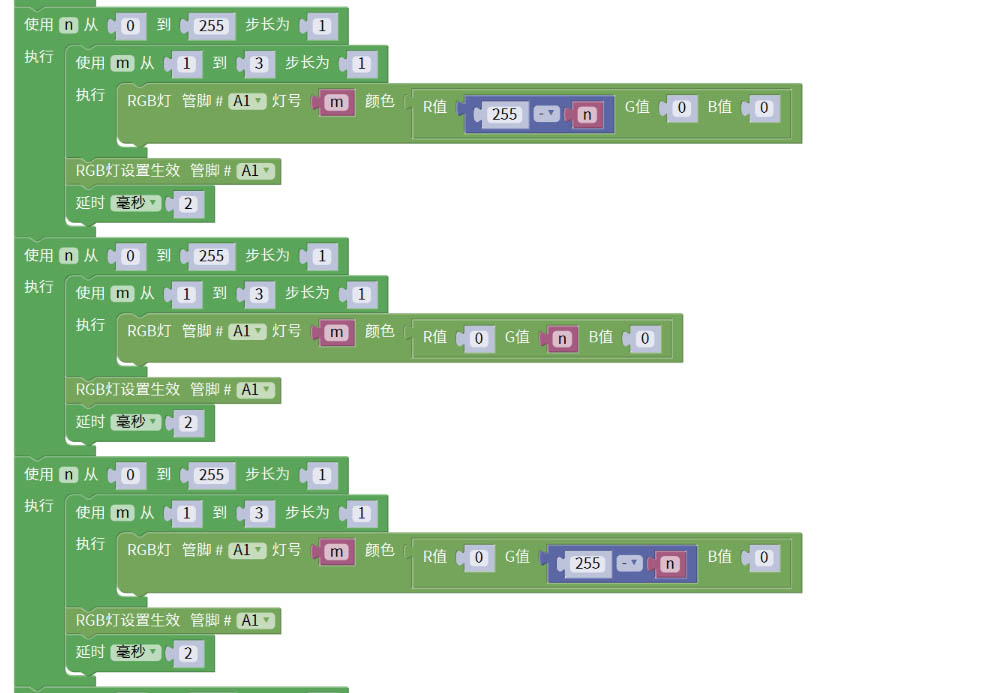 使用 n 从 0 到 255 步长为 1
执行 使用 m 从 1 到 3 步长为 1
执行 RGB灯 管脚 # A1 灯号 m 颜色 R值 255 - n G值 0 B值 0
RGB灯设置生效 管脚 # A1
延时 毫秒 2
使用 n 从 0 到 255 步长为 1
执行 使用 m 从 1 到 3 步长为 1
执行 RGB灯 管脚 # A1 灯号 m 颜色 R值 0 G值 n B值 0
RGB灯设置生效 管脚 # A1
延时 毫秒 2
使用 n 从 0 到 255 步长为 1
执行 使用 m 从 1 到 3 步长为 1
执行 RGB灯 管脚 # A1 灯号 m 颜色 R值 0 G值 255 - n B值 0
RGB灯设置生效 管脚 # A1
延时 毫秒 2